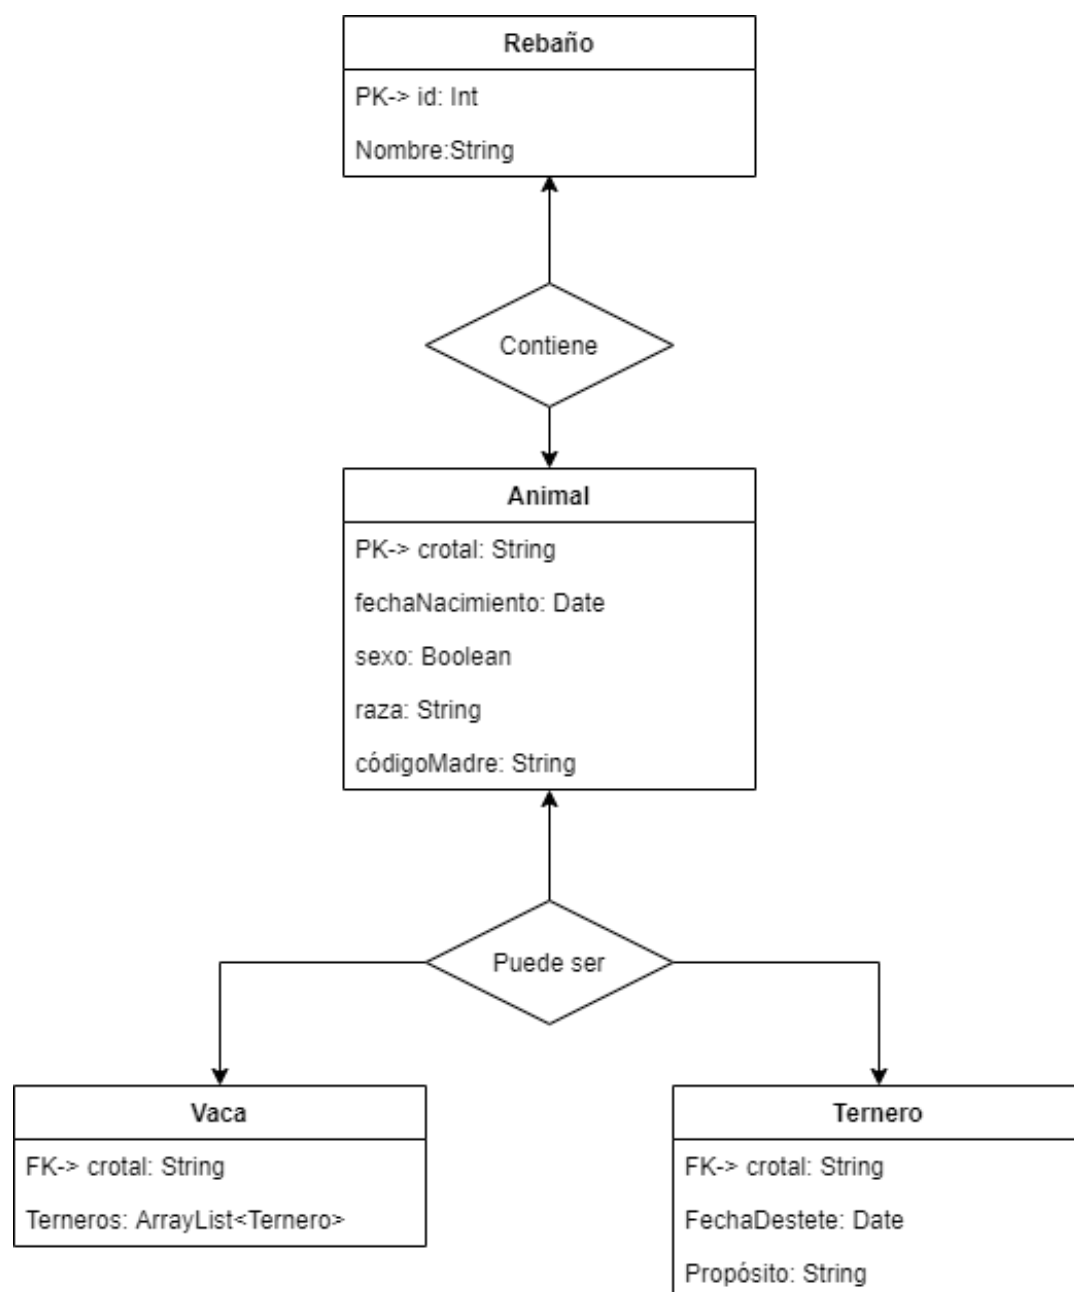 Rebaño
PK-> id: Int
Nombre:String
Contiene
Animal
PK-> crotal: String
fechaNacimiento: Date
sexo: Boolean
raza: String
códigoMadre: String
Puede ser
Vaca
FK-> crotal: String
Terneros: ArrayList<Ternero>
Ternero
FK-> crotal: String
FechaDestete: Date
Propósito: String